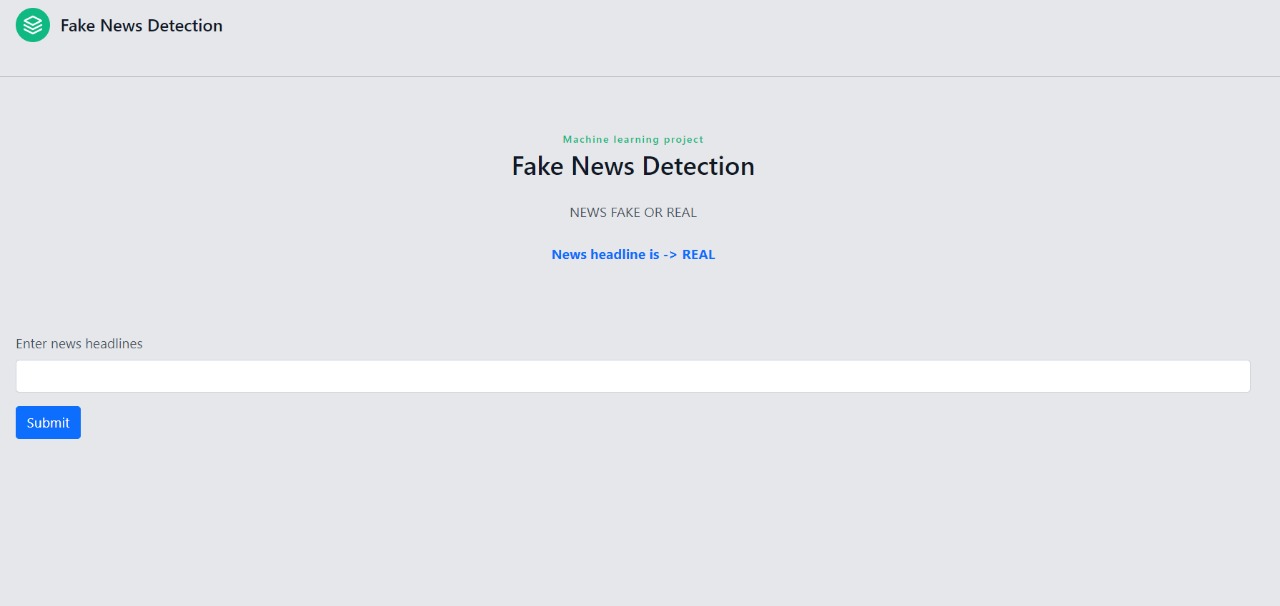 Fake News Detection
Machine learning project
Fake News Detection
NEWS FAKE OR REAL
News headline is -> REAL
Enter news headlines
Submit